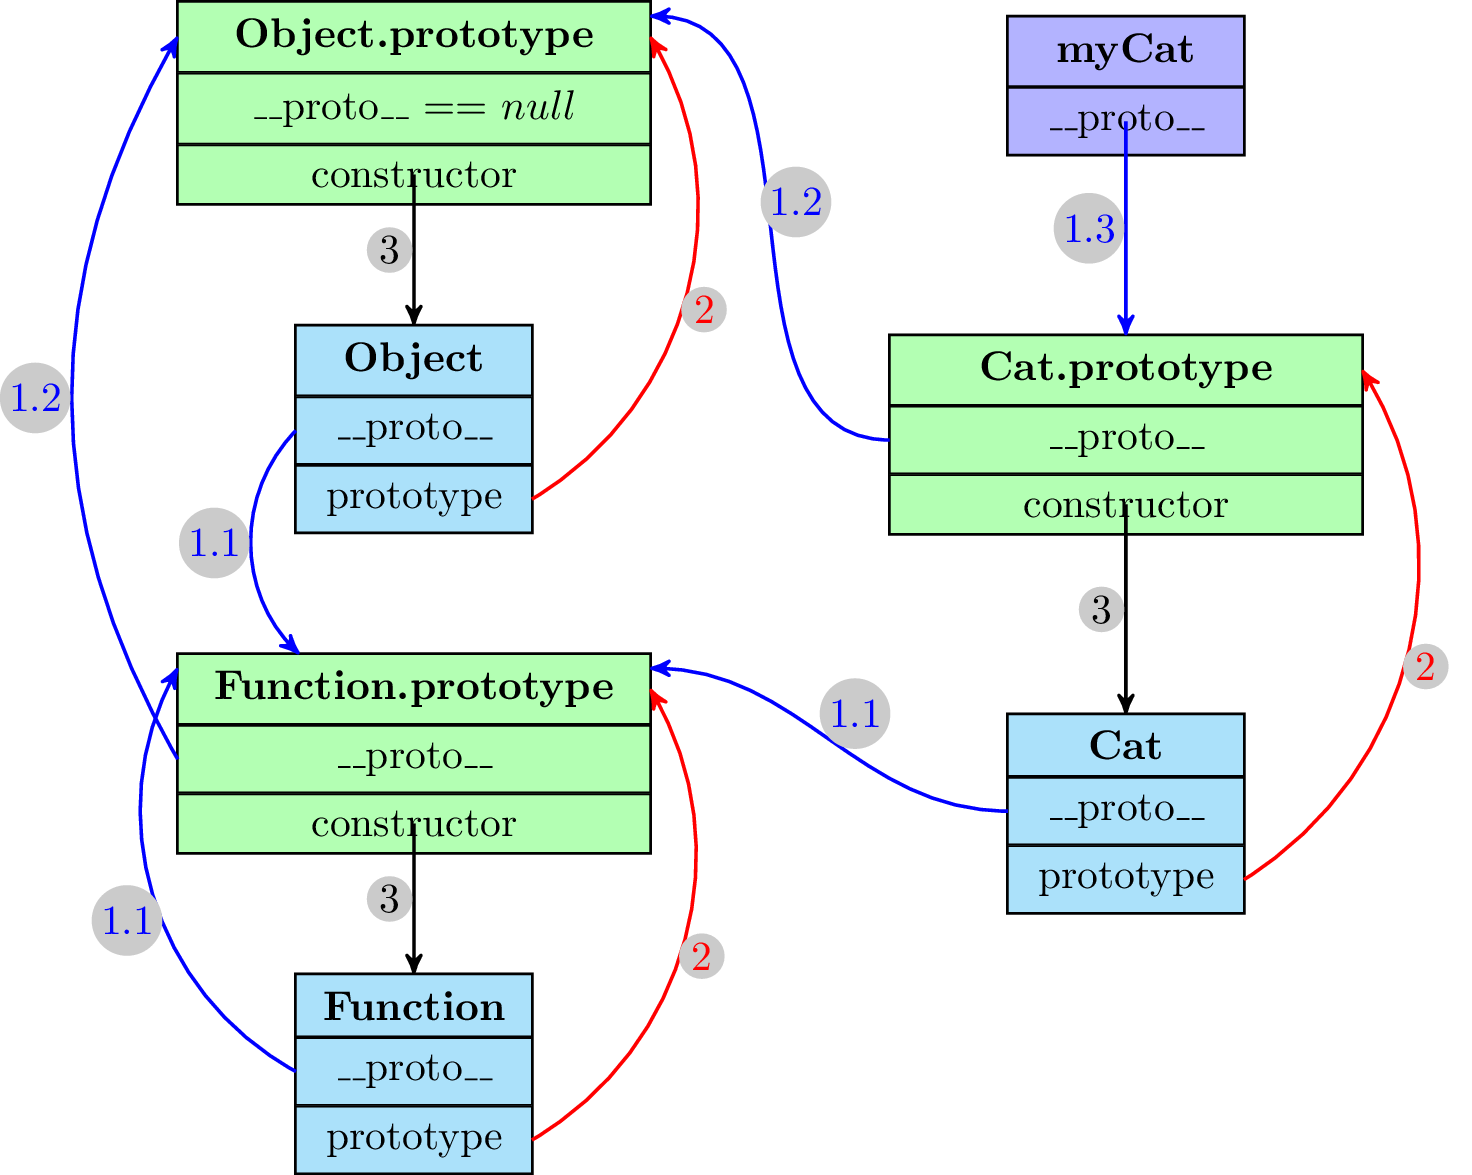 Object.prototype
__proto__ == null
constructor
3
Object
__proto__
prototype
2
1.2
1.1
1.2
myCat
__proto__
1.3
Cat.prototype
__proto__
constructor
3
Cat
__proto__
prototype
2
1.1
Function.prototype
__proto__
constructor
3
Function
__proto__
prototype
2
1.1